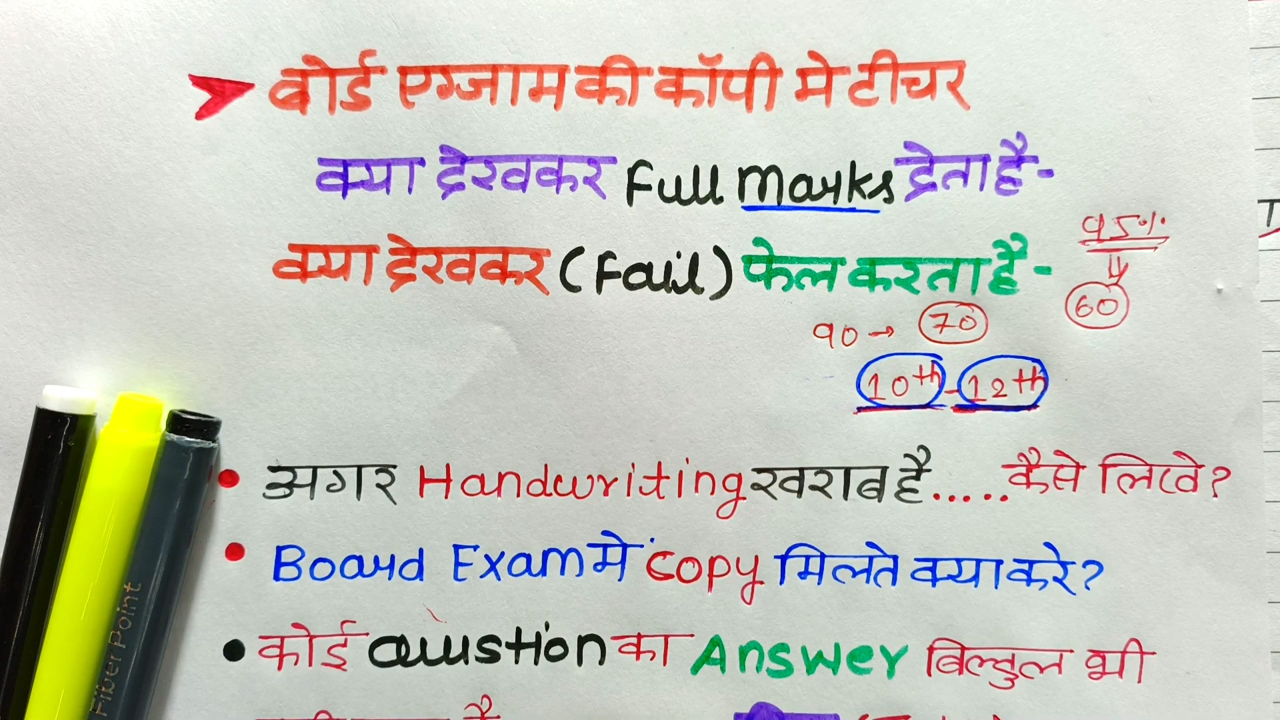 बोर्ड एग्जाम की कॉपी मे टीचर
क्या देखकर Full Marks देता है-
क्या देखकर (Fail) फेल करता है-
95%
60
90 → 70
10th - 12th
• अगर Handwriting खराब है.....कैसे लिखे?
• Board Exam मे copy मिलते क्या करे?
• कोई Quustion का Answer बिल्कुल भी
Fiber Point